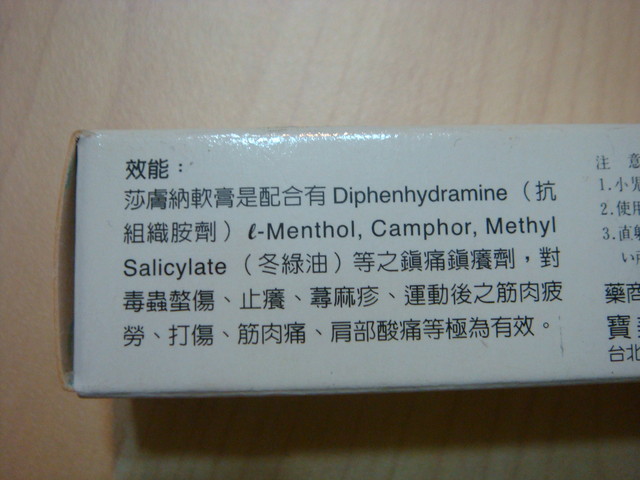 效能：
莎膚納軟膏是配合有 Diphenhydramine（抗
組織胺劑）ℓ-Menthol, Camphor, Methyl
Salicylate（冬綠油）等之鎮痛鎮癢劑，對
毒蟲螫傷、止癢、蕁麻疹、運動後之筋肉疲
勞、打傷、筋肉痛、肩部酸痛等極為有效。
注 意
1.小兒
2.使用
3.直射
藥商
寶
台北